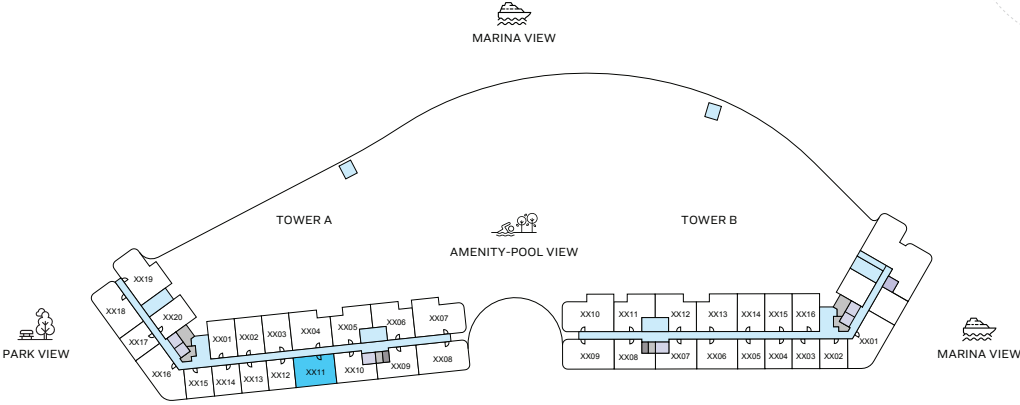 MARINA VIEW
TOWER A
TOWER B
AMENITY-POOL VIEW
PARK VIEW
MARINA VIEW
XX19
XX18
XX20
XX17
XX16
XX15
XX14
XX13
XX12
XX11
XX10
XX09
XX08
XX01
XX02
XX03
XX04
XX05
XX06
XX07
XX10
XX11
XX12
XX13
XX14
XX15
XX16
XX09
XX08
XX07
XX06
XX05
XX04
XX03
XX02
XX01